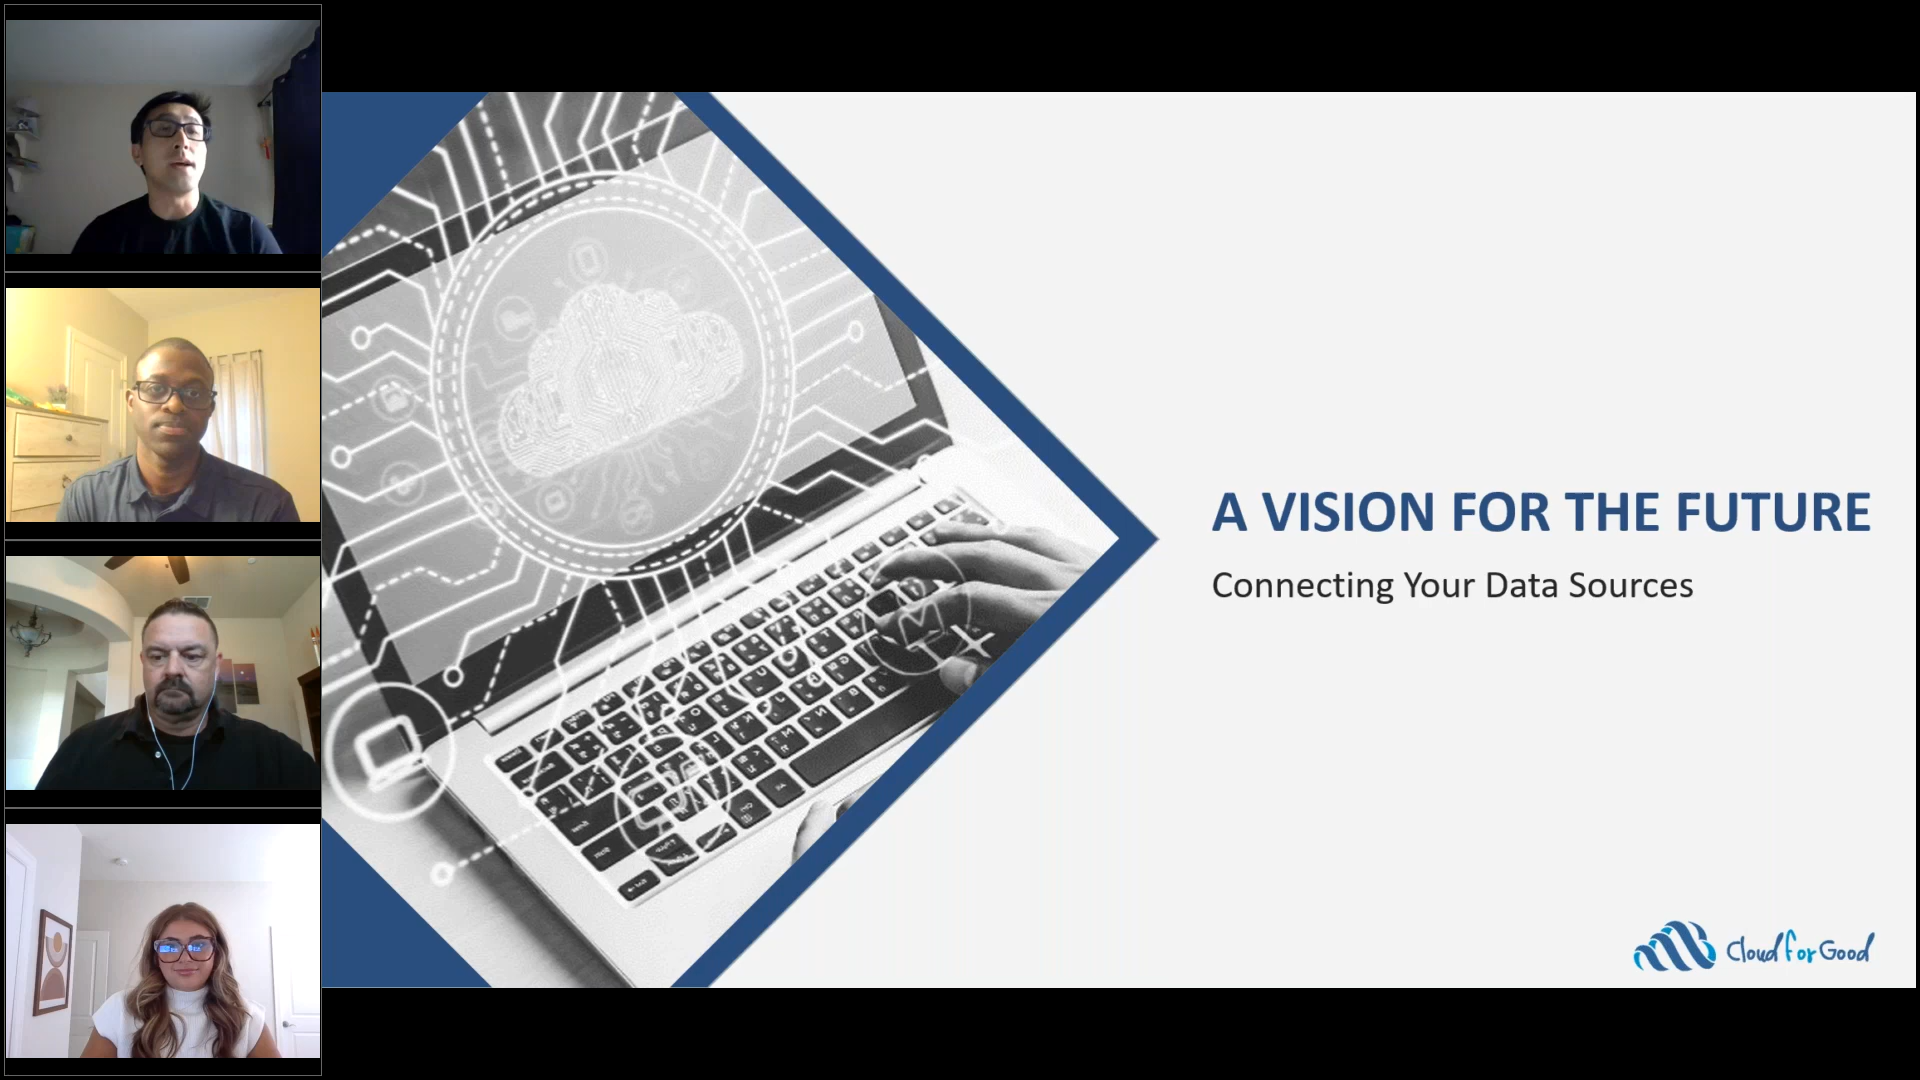 A VISION FOR THE FUTURE
Connecting Your Data Sources
Cloud for Good